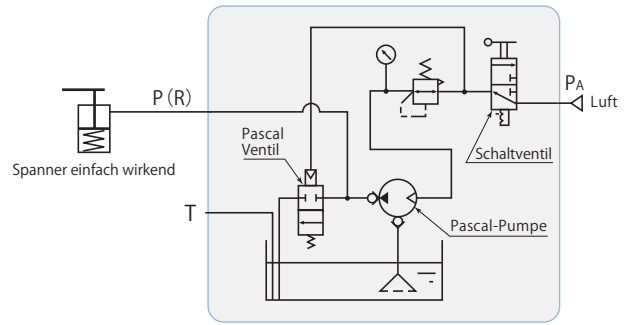 P (R)
Spanner einfach wirkend
T
Pascal
Ventil
Pascal-Pumpe
Schaltventil
PA
Luft